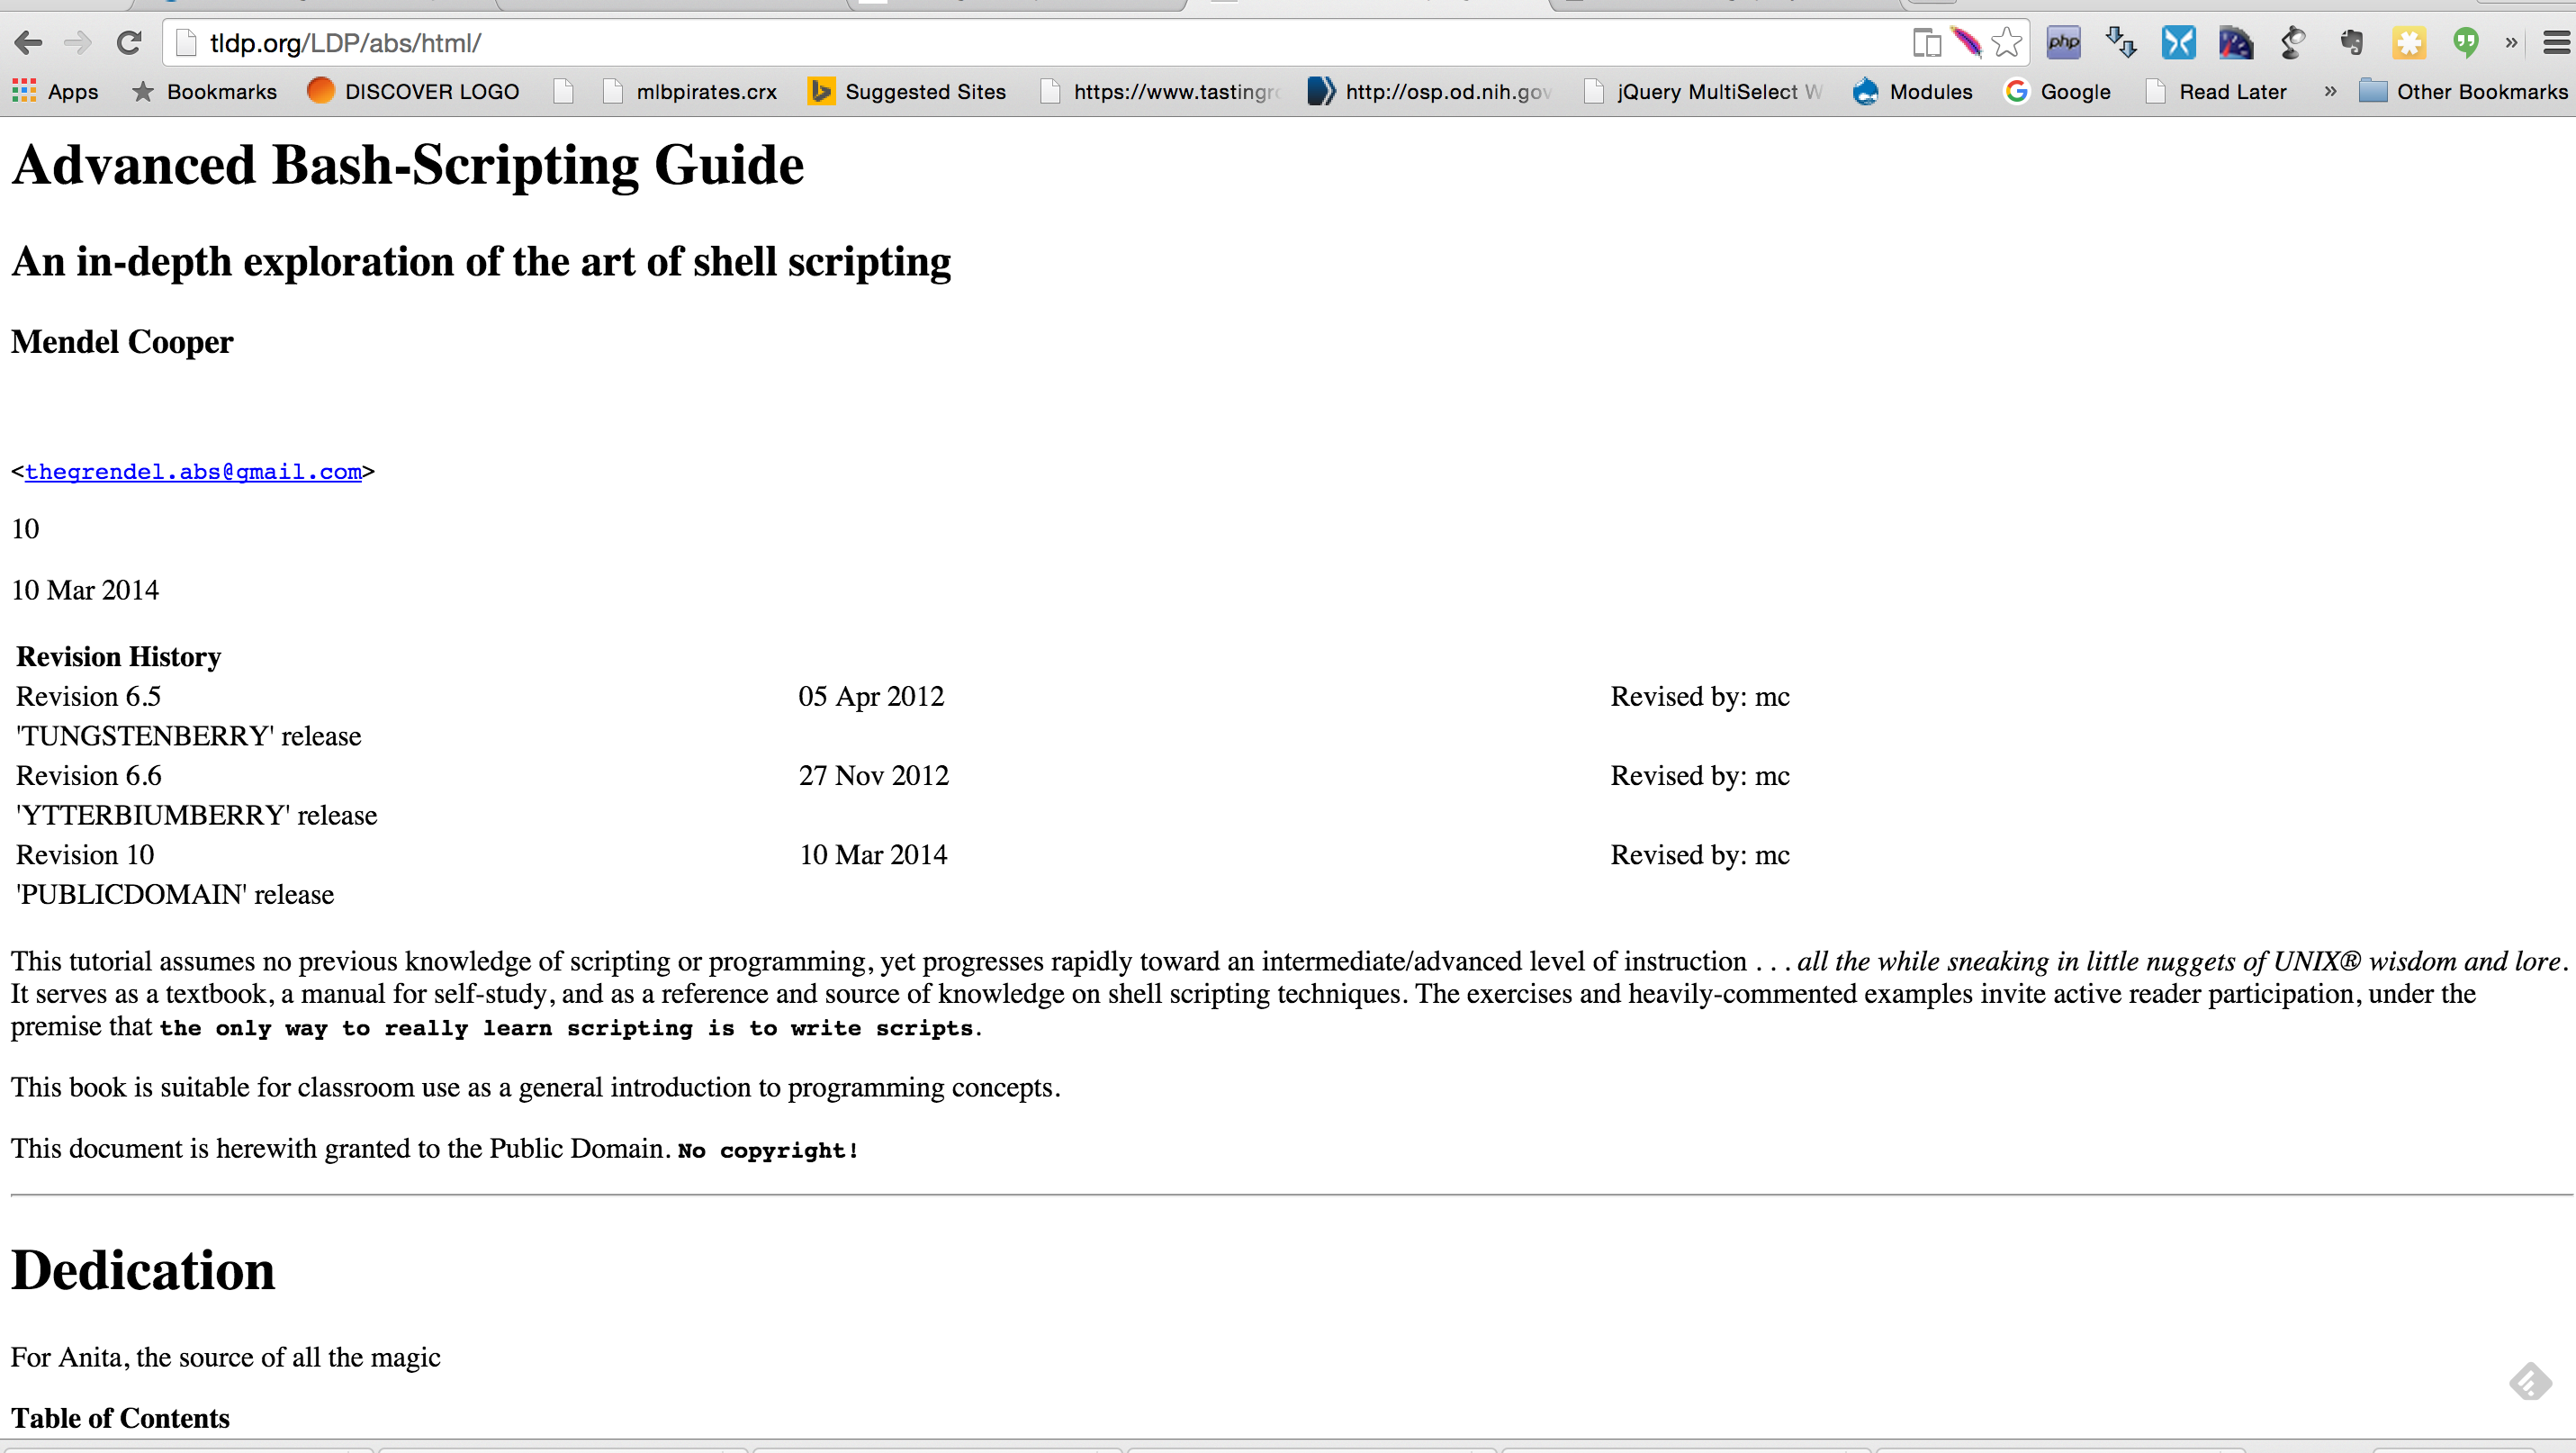 tldp.org/LDP/abs/html/
php
Apps Bookmarks DISCOVER LOGO mlbpirates.crx Suggested Sites https://www.tastingr http://osp.od.nih.gov jQuery MultiSelect W Modules Google Read Later » Other Bookmarks
Advanced Bash-Scripting Guide
An in-depth exploration of the art of shell scripting
Mendel Cooper
<thegrendel.abs@gmail.com>
10
10 Mar 2014
Revision History
Revision 6.5 05 Apr 2012 Revised by: mc
'TUNGSTENBERRY' release
Revision 6.6 27 Nov 2012 Revised by: mc
'YTTERBIUMBERRY' release
Revision 10 10 Mar 2014 Revised by: mc
'PUBLICDOMAIN' release
This tutorial assumes no previous knowledge of scripting or programming, yet progresses rapidly toward an intermediate/advanced level of instruction . . . all the while sneaking in little nuggets of UNIX® wisdom and lore.
It serves as a textbook, a manual for self-study, and as a reference and source of knowledge on shell scripting techniques. The exercises and heavily-commented examples invite active reader participation, under the
premise that the only way to really learn scripting is to write scripts.
This book is suitable for classroom use as a general introduction to programming concepts.
This document is herewith granted to the Public Domain. No copyright!
Dedication
For Anita, the source of all the magic
Table of Contents